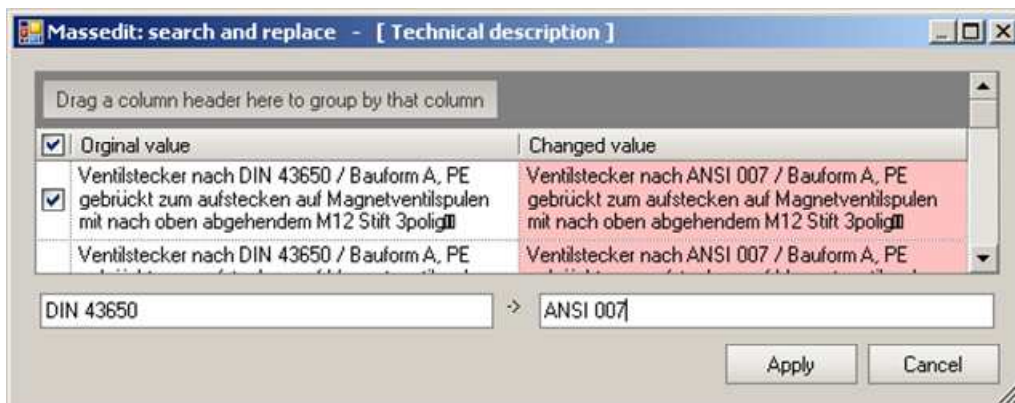 Massedit: search and replace - [ Technical description ]
Drag a column header here to group by that column
Orginal value Changed value
Ventilstecker nach DIN 43650 / Bauform A, PE Ventilstecker nach ANSI 007 / Bauform A, PE
gebrückt zum aufstecken auf Magnetventilspulen gebrückt zum aufstecken auf Magnetventilspulen
mit nach oben abgehendem M12 Stift 3polig mit nach oben abgehendem M12 Stift 3polig
Ventilstecker nach DIN 43650 / Bauform A, PE Ventilstecker nach ANSI 007 / Bauform A, PE
DIN 43650 -> ANSI 007
Apply Cancel